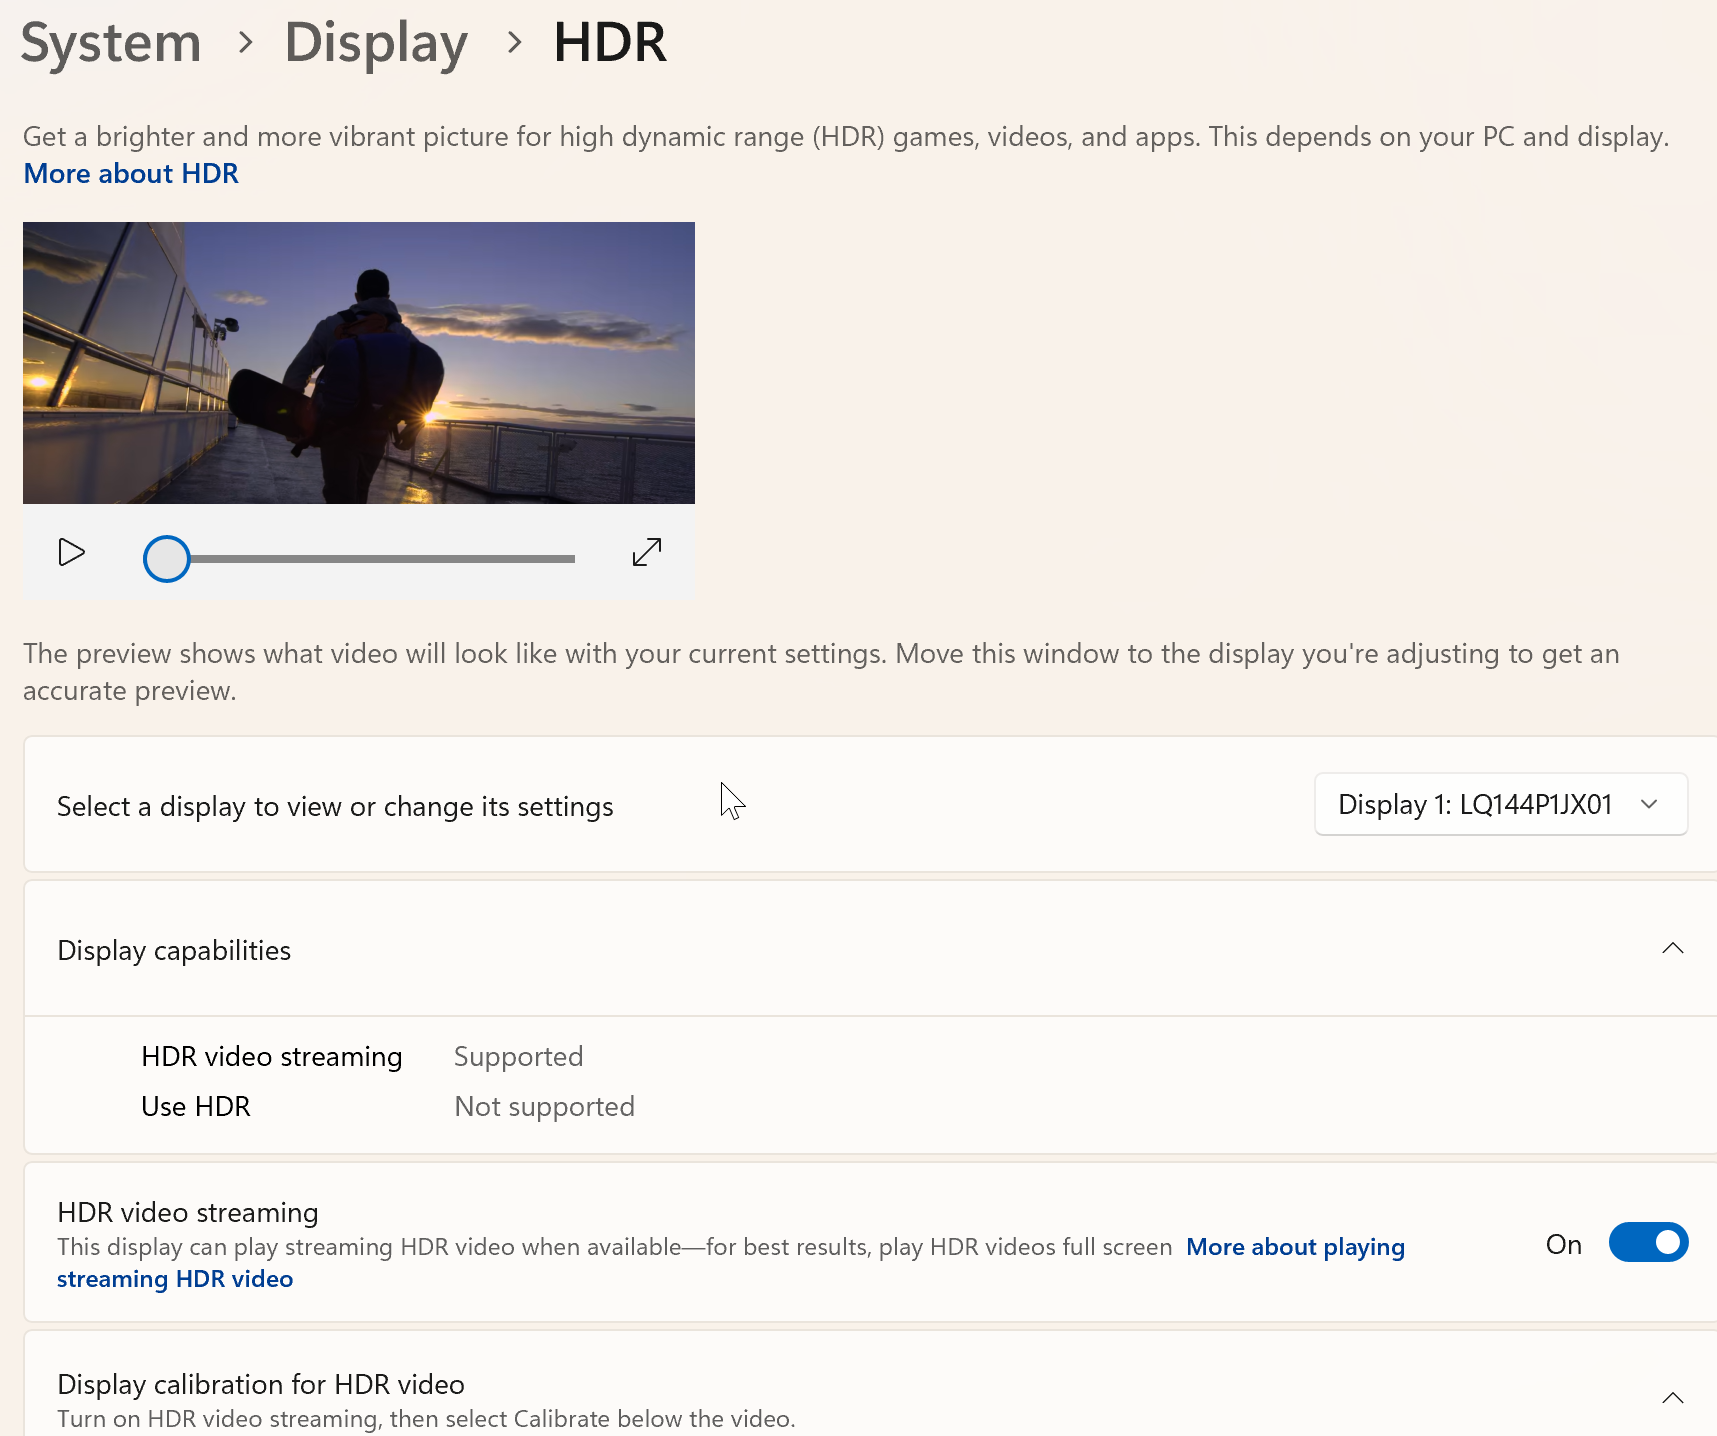 System > Display > HDR
Get a brighter and more vibrant picture for high dynamic range (HDR) games, videos, and apps. This depends on your PC and display.
More about HDR
The preview shows what video will look like with your current settings. Move this window to the display you're adjusting to get an
accurate preview.
Select a display to view or change its settings
Display 1: LQ144P1JX01
Display capabilities
HDR video streaming Supported
Use HDR Not supported
HDR video streaming
This display can play streaming HDR video when available—for best results, play HDR videos full screen More about playing
streaming HDR video
On
Display calibration for HDR video
Turn on HDR video streaming, then select Calibrate below the video.